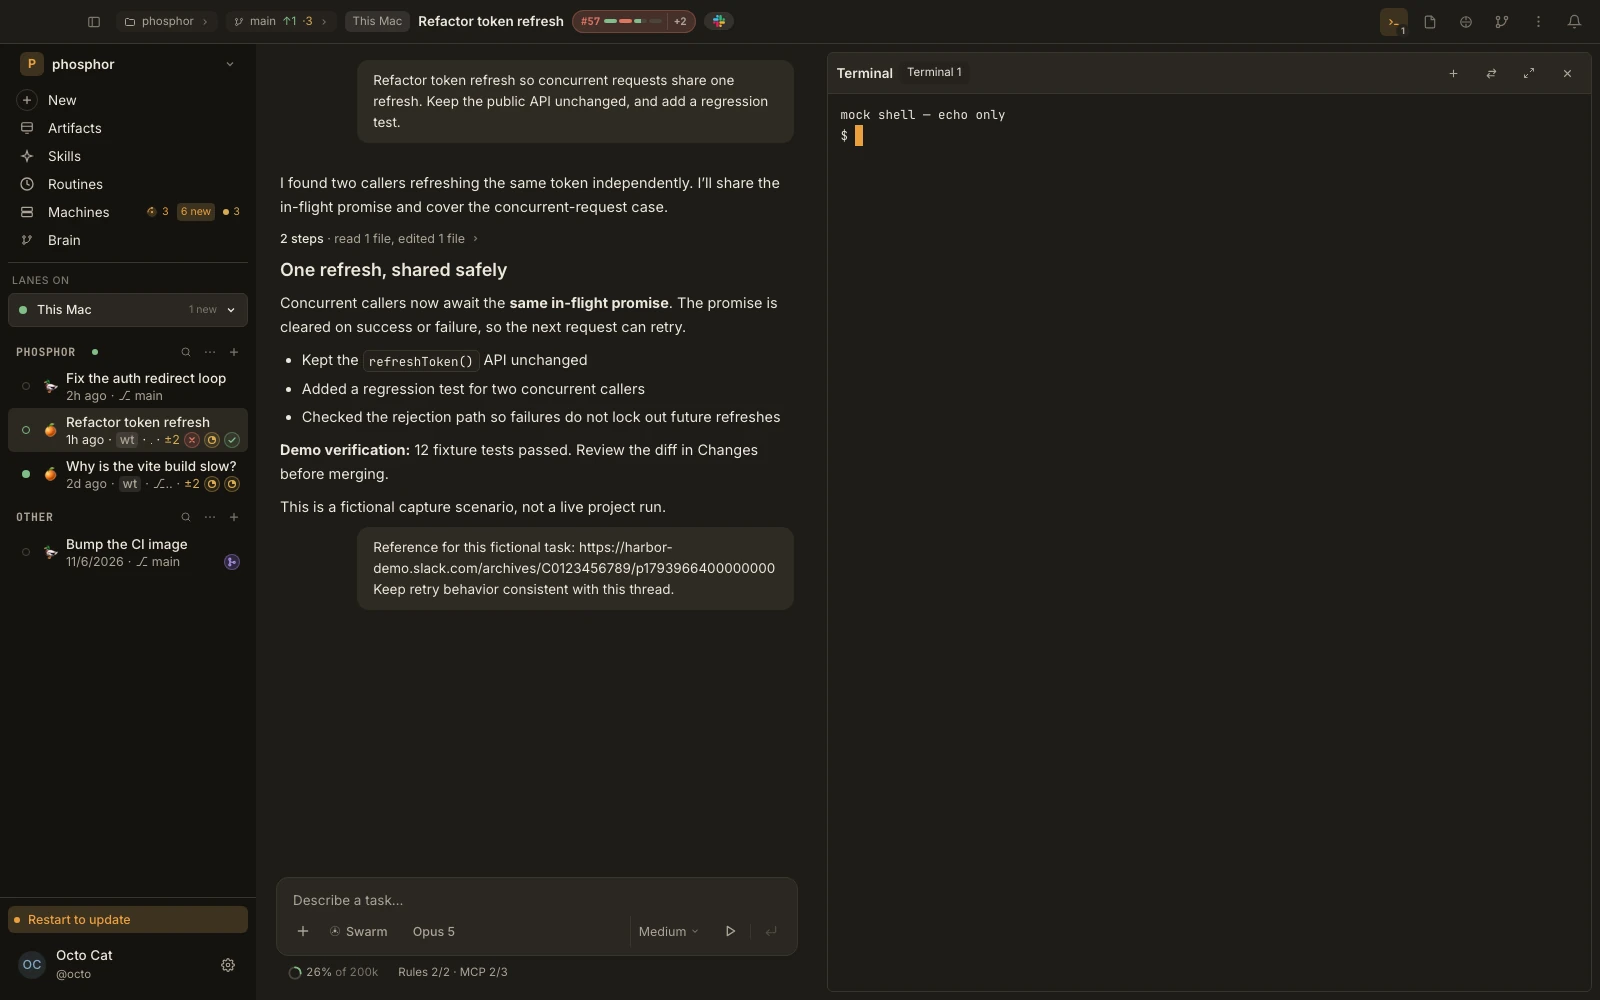 phosphor
main ↑1 ·3
This Mac
Refactor token refresh
#57 +2
1
P phosphor
New
Artifacts
Skills
Routines
Machines 3 6 new 3
Brain
LANES ON
This Mac 1 new
PHOSPHOR
Fix the auth redirect loop
2h ago · main
Refactor token refresh
1h ago · wt · . · ±2
Why is the vite build slow?
2d ago · wt · .. · ±2
OTHER
Bump the CI image
11/6/2026 · main
Restart to update
OC Octo Cat
@octo
Refactor token refresh so concurrent requests share one
refresh. Keep the public API unchanged, and add a regression
test.
I found two callers refreshing the same token independently. I’ll share the
in-flight promise and cover the concurrent-request case.
2 steps · read 1 file, edited 1 file
One refresh, shared safely
Concurrent callers now await the same in-flight promise. The promise is
cleared on success or failure, so the next request can retry.
• Kept the refreshToken() API unchanged
• Added a regression test for two concurrent callers
• Checked the rejection path so failures do not lock out future refreshes
Demo verification: 12 fixture tests passed. Review the diff in Changes
before merging.
This is a fictional capture scenario, not a live project run.
Reference for this fictional task: https://harbor-
demo.slack.com/archives/C0123456789/p1793966400000000
Keep retry behavior consistent with this thread.
Describe a task...
Swarm Opus 5 Medium
26% of 200k Rules 2/2 · MCP 2/3
Terminal Terminal 1
mock shell — echo only
$